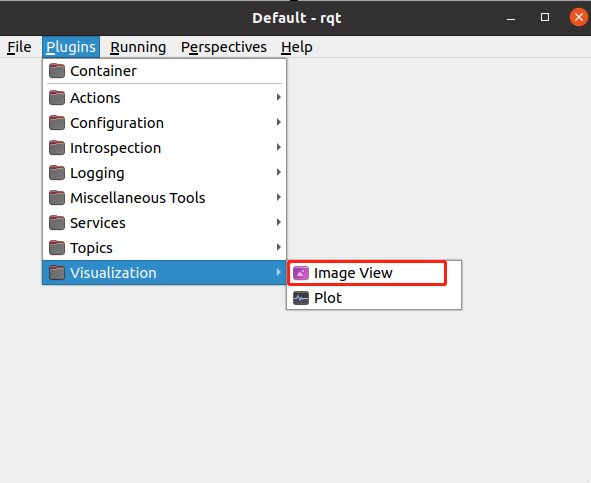 Default - rqt
File Plugins Running Perspectives Help
Container
Actions
Configuration
Introspection
Logging
Miscellaneous Tools
Services
Topics
Visualization
Image View
Plot